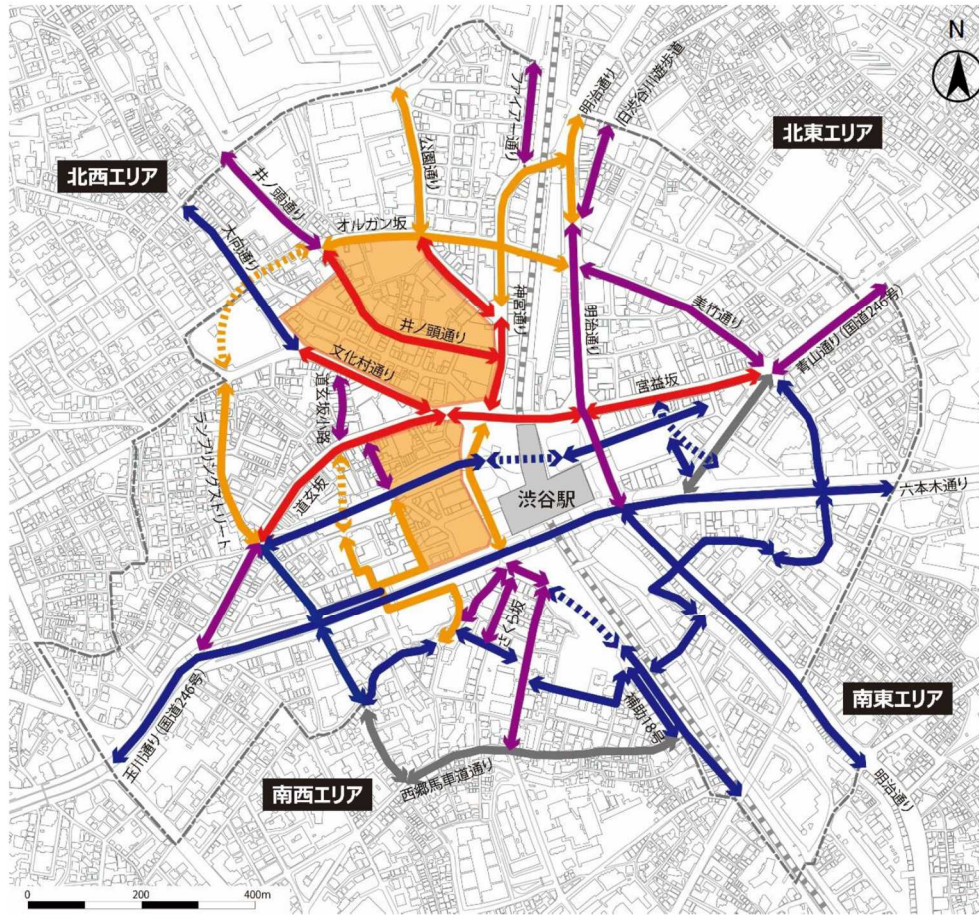 N
北東エリア
北西エリア
ファイアー通り
明治通り
旧渋谷川遊歩道
公園通り
井ノ頭通り
オルガン坂
大向通り
神宮通り
井ノ頭通り
明治通り
美竹通り
青山通り(国道246号)
文化村通り
宮益坂
道玄坂小路
ランブリングストリート
道玄坂
渋谷駅
六本木通り
さくら坂
補助18号
南東エリア
玉川通り(国道246号)
西郷馬車道通り
明治通り
南西エリア
0 200 400m